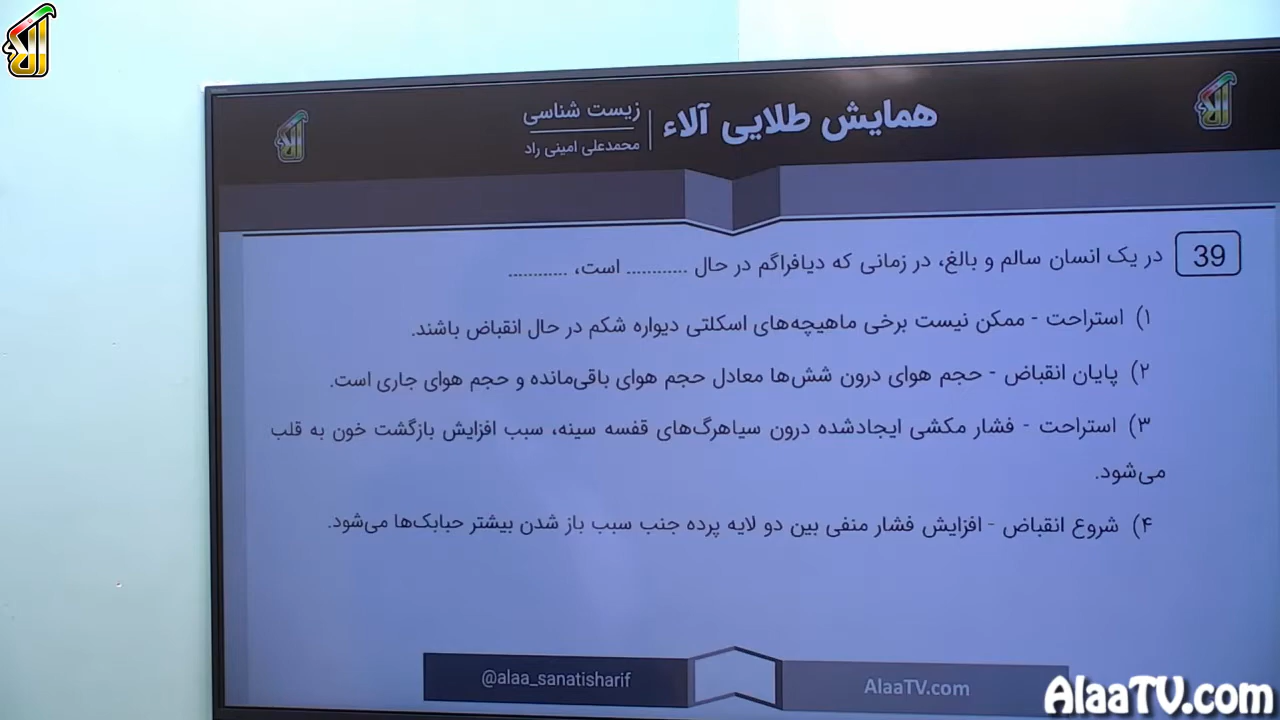 آلاء
همایش طلایی آلاء
زیست شناسی
محمدعلی امینی راد
39
در یک انسان سالم و بالغ، در زمانی که دیافراگم در حال ............ است، ............
۱) استراحت - ممکن نیست برخی ماهیچه‌های اسکلتی دیواره شکم در حال انقباض باشند.
۲) پایان انقباض - حجم هوای درون شش‌ها معادل حجم هوای باقی‌مانده و حجم هوای جاری است.
۳) استراحت - فشار مکشی ایجادشده درون سیاهرگ‌های قفسه سینه، سبب افزایش بازگشت خون به قلب
می‌شود.
۴) شروع انقباض - افزایش فشار منفی بین دو لایه پرده جنب سبب باز شدن بیشتر حبابک‌ها می‌شود.
@alaa_sanatisharif
AlaaTV.com
AlaaTV.com